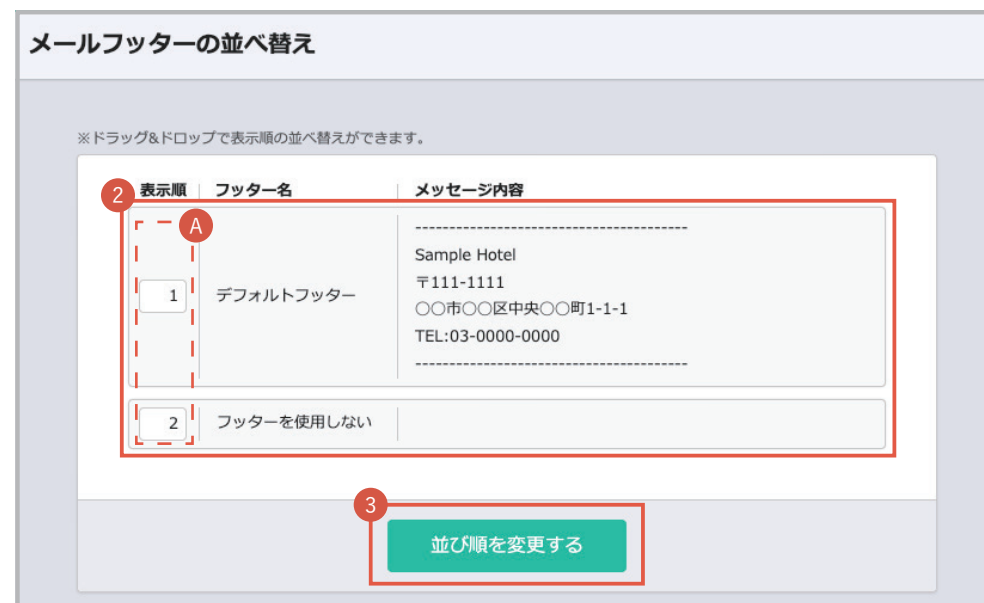 メールフッターの並べ替え
※ドラッグ&ドロップで表示順の並べ替えができます。
2 表示順 フッター名 メッセージ内容
A
----------------------------------------
Sample Hotel
〒111-1111
1 デフォルトフッター
○○市○○区中央○○町1-1-1
TEL:03-0000-0000
----------------------------------------
2 フッターを使用しない
3
並び順を変更する